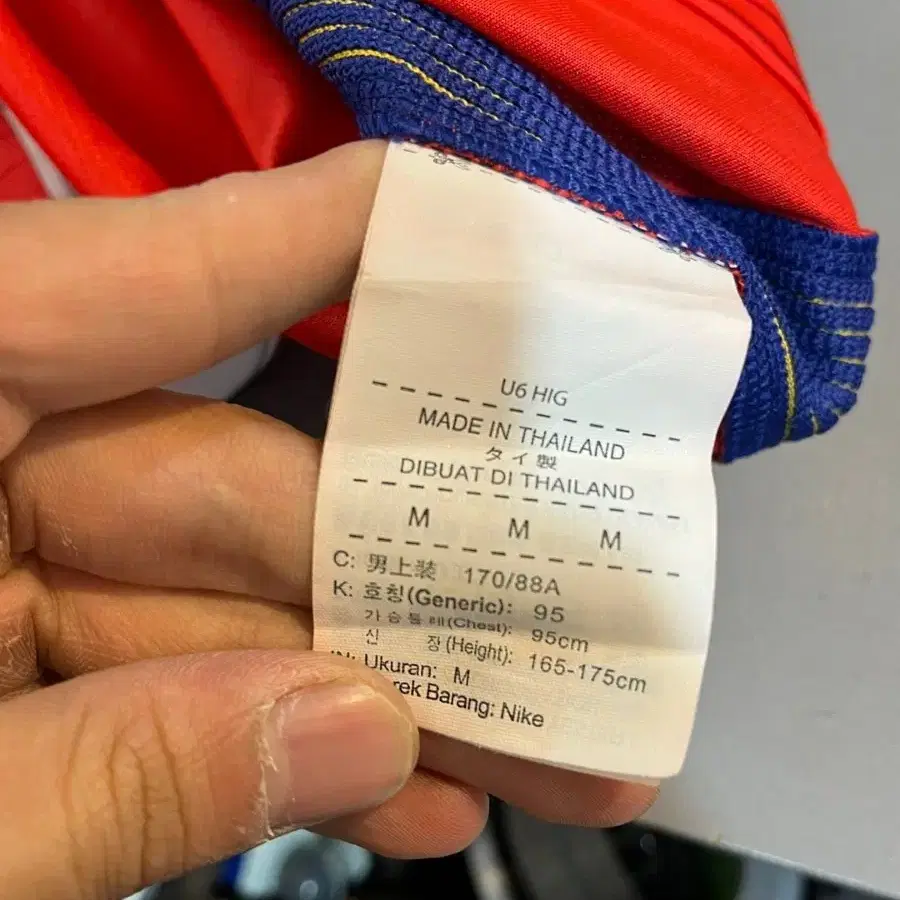 U6 HIG
MADE IN THAILAND
タイ製
DIBUAT DI THAILAND
M M M
C: 男上装 170/88A
K: 호칭(Generic): 95
가슴둘레(Chest): 95cm
신 장(Height): 165-175cm
Ukuran: M
Barang: Nike